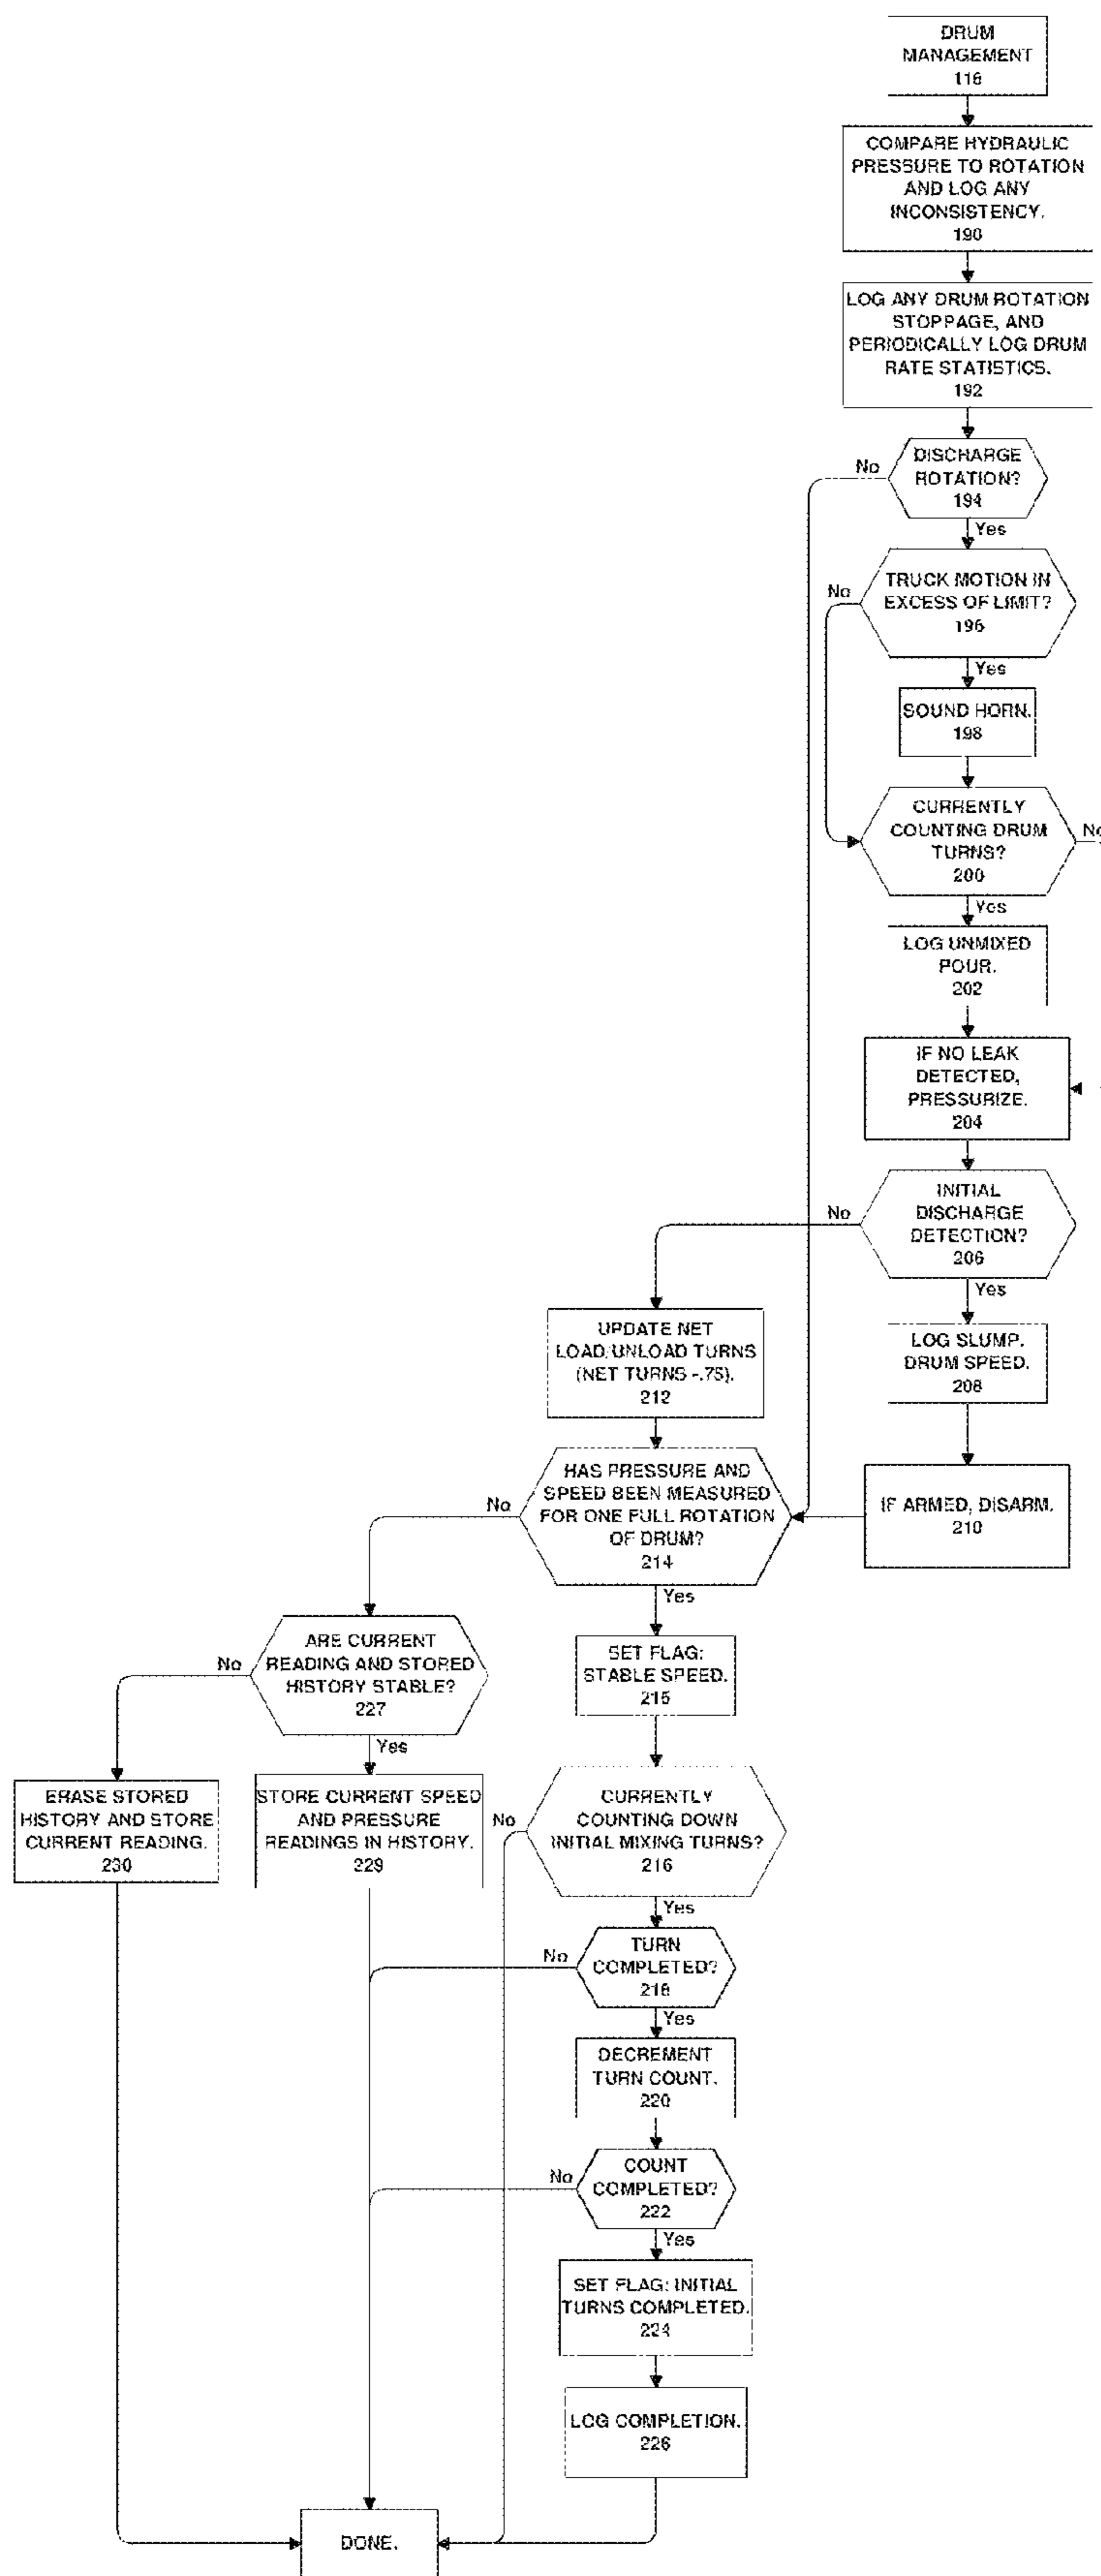 DRUM
MANAGEMENT
116
COMPARE HYDRAULIC
PRESSURE TO ROTATION
AND LOG ANY
INCONSISTENCY.
190
LOG ANY DRUM ROTATION
STOPPAGE, AND
PERIODICALLY LOG DRUM
RATE STATISTICS.
192
DISCHARGE
ROTATION?
194
No
Yes
TRUCK MOTION IN
EXCESS OF LIMIT?
196
No
Yes
SOUND HORN.
198
CURRENTLY
COUNTING DRUM
TURNS?
200
No
Yes
LOG UNMIXED
POUR.
202
IF NO LEAK
DETECTED,
PRESSURIZE.
204
INITIAL
DISCHARGE
DETECTION?
206
No
Yes
UPDATE NET
LOAD/UNLOAD TURNS
(NET TURNS -.75).
212
LOG SLUMP.
DRUM SPEED.
208
HAS PRESSURE AND
SPEED BEEN MEASURED
FOR ONE FULL ROTATION
OF DRUM?
214
No
Yes
IF ARMED, DISARM.
210
ARE CURRENT
READING AND STORED
HISTORY STABLE?
227
No
Yes
SET FLAG:
STABLE SPEED.
215
ERASE STORED
HISTORY AND STORE
CURRENT READING.
230
STORE CURRENT SPEED
AND PRESSURE
READINGS IN HISTORY.
229
CURRENTLY
COUNTING DOWN
INITIAL MIXING TURNS?
216
No
Yes
TURN
COMPLETED?
218
No
Yes
DECREMENT
TURN COUNT.
220
COUNT
COMPLETED?
222
No
Yes
SET FLAG: INITIAL
TURNS COMPLETED.
224
LOG COMPLETION.
226
DONE.